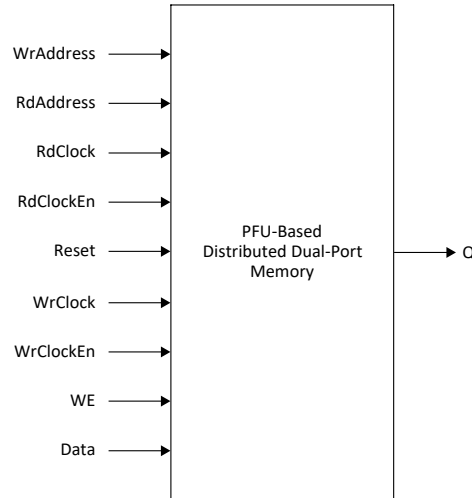 WrAddress
RdAddress
RdClock
RdClockEn
Reset
WrClock
WrClockEn
WE
Data
PFU-Based
Distributed Dual-Port
Memory
Q